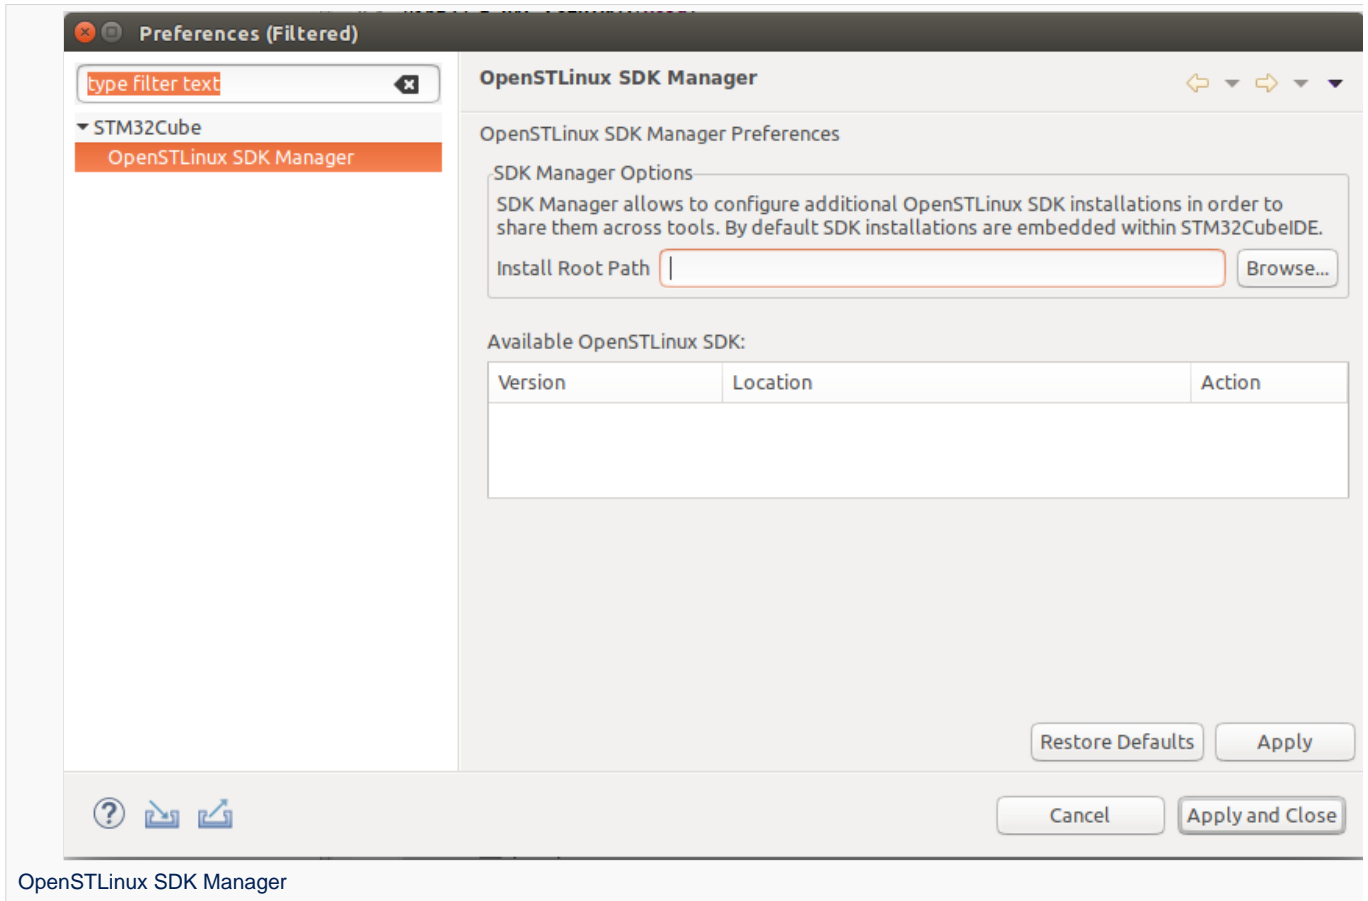 Preferences (Filtered)
type filter text
STM32Cube
OpenSTLinux SDK Manager
OpenSTLinux SDK Manager
OpenSTLinux SDK Manager Preferences
SDK Manager Options
SDK Manager allows to configure additional OpenSTLinux SDK installations in order to
share them across tools. By default SDK installations are embedded within STM32CubeIDE.
Install Root Path
Browse...
Available OpenSTLinux SDK:
Version Location Action
Restore Defaults Apply
Cancel Apply and Close
OpenSTLinux SDK Manager